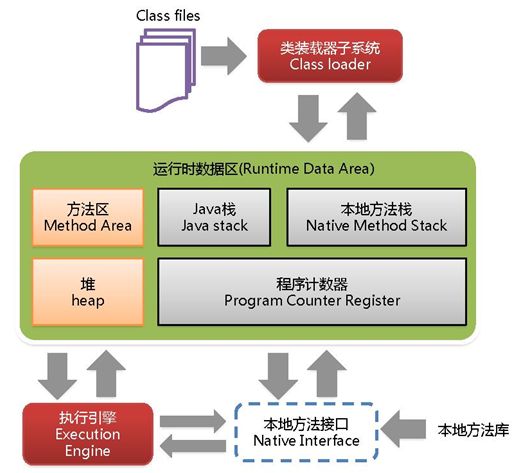 Class files
类装载器子系统
Class loader
运行时数据区(Runtime Data Area)
方法区
Method Area
Java栈
Java stack
本地方法栈
Native Method Stack
堆
heap
程序计数器
Program Counter Register
执行引擎
Execution
Engine
本地方法接口
Native Interface
本地方法库